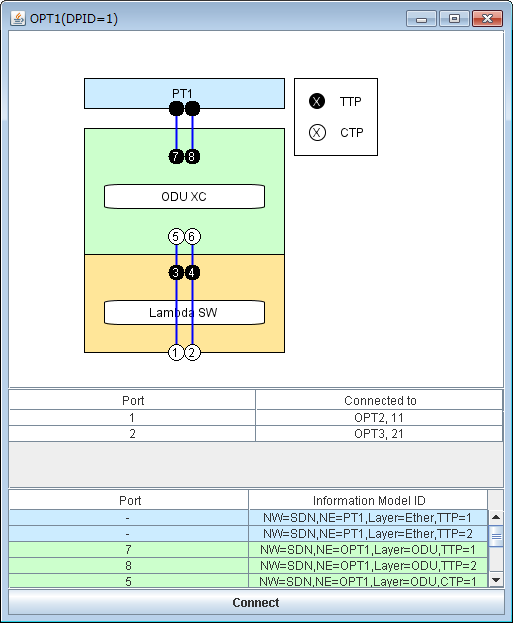 OPT1(DPID=1)
PT1
X TTP
X CTP
7 8
ODU XC
5 6
3 4
Lambda SW
1 2
Port Connected to
1 OPT2, 11
2 OPT3, 21
Port Information Model ID
- NW=SDN,NE=PT1,Layer=Ether,TTP=1
- NW=SDN,NE=PT1,Layer=Ether,TTP=2
7 NW=SDN,NE=OPT1,Layer=ODU,TTP=1
8 NW=SDN,NE=OPT1,Layer=ODU,TTP=2
5 NW=SDN,NE=OPT1,Layer=ODU,CTP=1
Connect